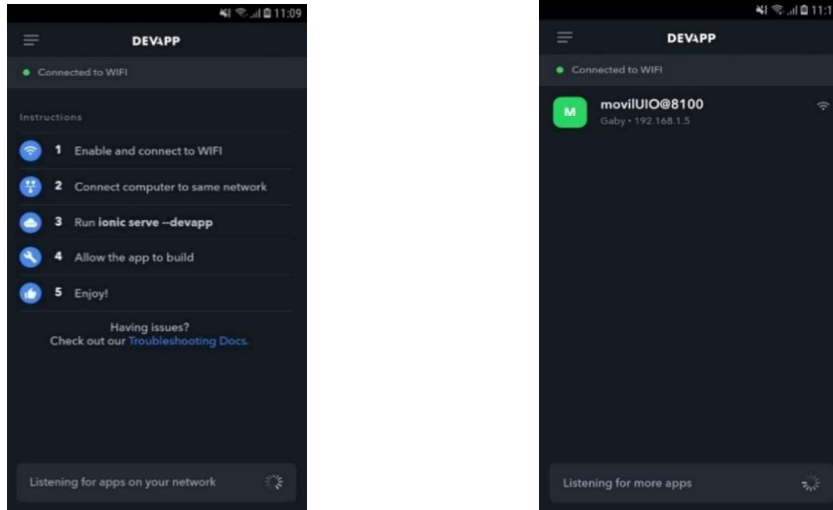 11:09
DEVAPP
Connected to WIFI
Instructions
1 Enable and connect to WIFI
2 Connect computer to same network
3 Run ionic serve --devapp
4 Allow the app to build
5 Enjoy!
Having issues?
Check out our Troubleshooting Docs.
Listening for apps on your network
11:1
DEVAPP
Connected to WIFI
M
movilUIO@8100
Gaby • 192.168.1.5
Listening for more apps